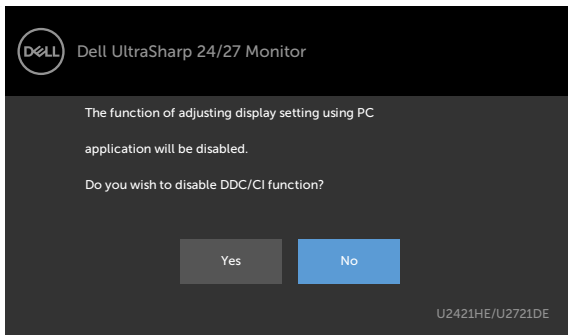 DELL
Dell UltraSharp 24/27 Monitor
The function of adjusting display setting using PC
application will be disabled.
Do you wish to disable DDC/CI function?
Yes
No
U2421HE/U2721DE